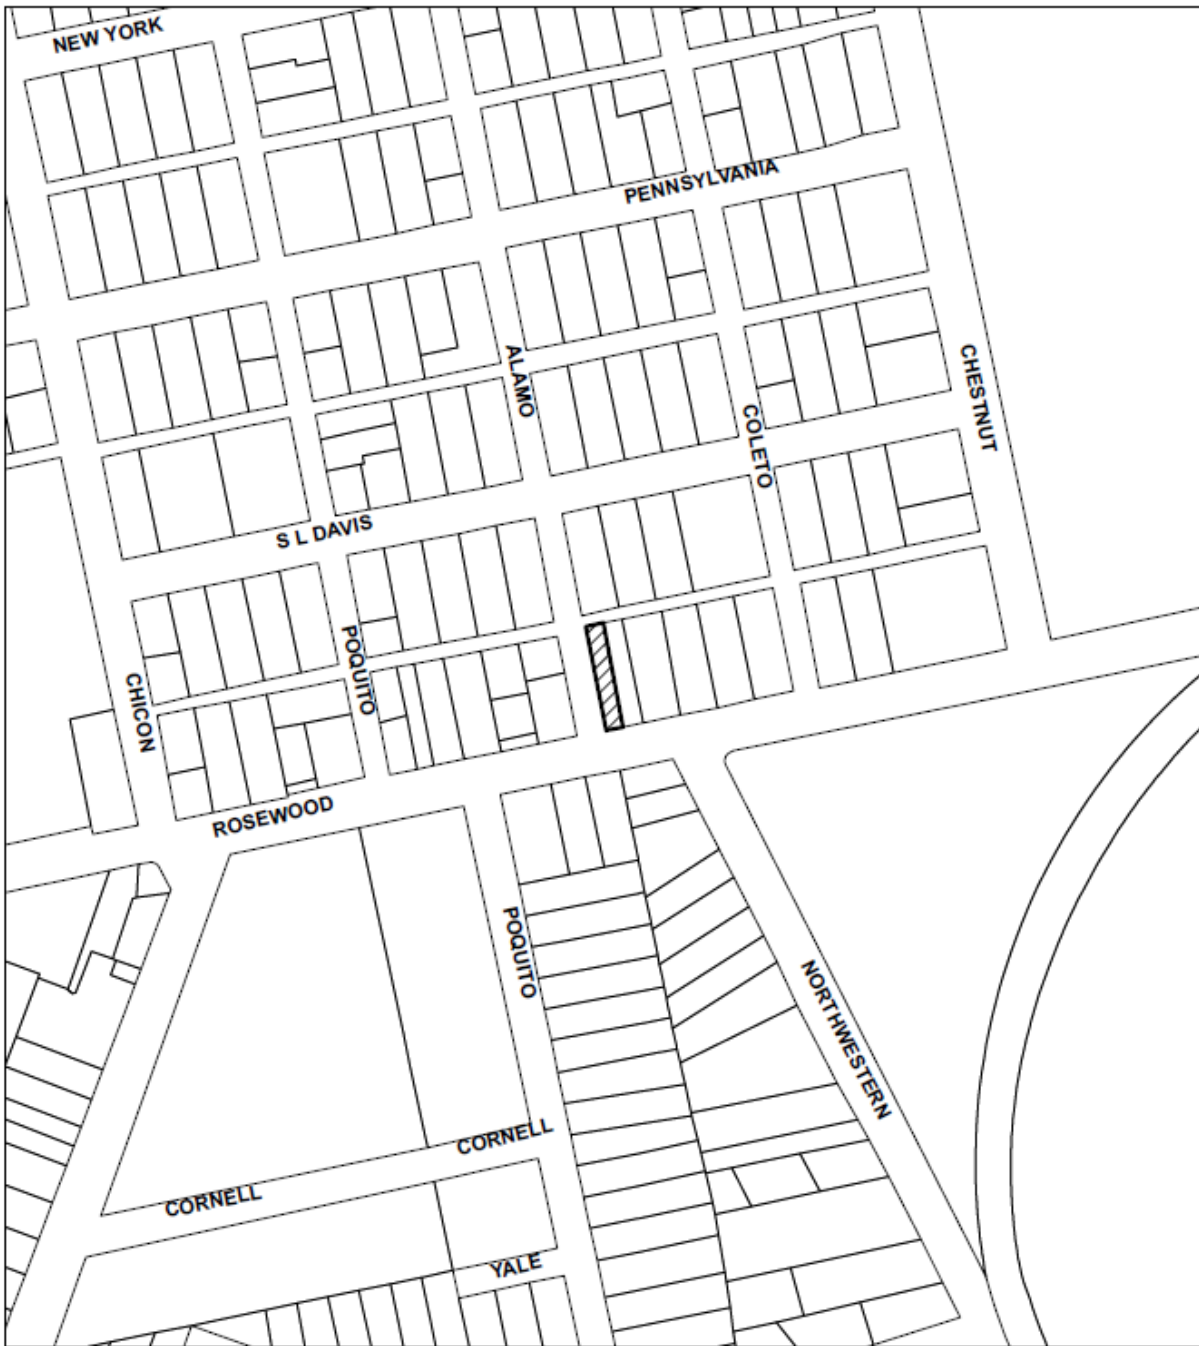 NEW YORK
PENNSYLVANIA
ALAMO
CHESTNUT
COLETO
S L DAVIS
POQUITO
CHICON
ROSEWOOD
POQUITO
NORTHWESTERN
CORNELL
CORNELL
YALE